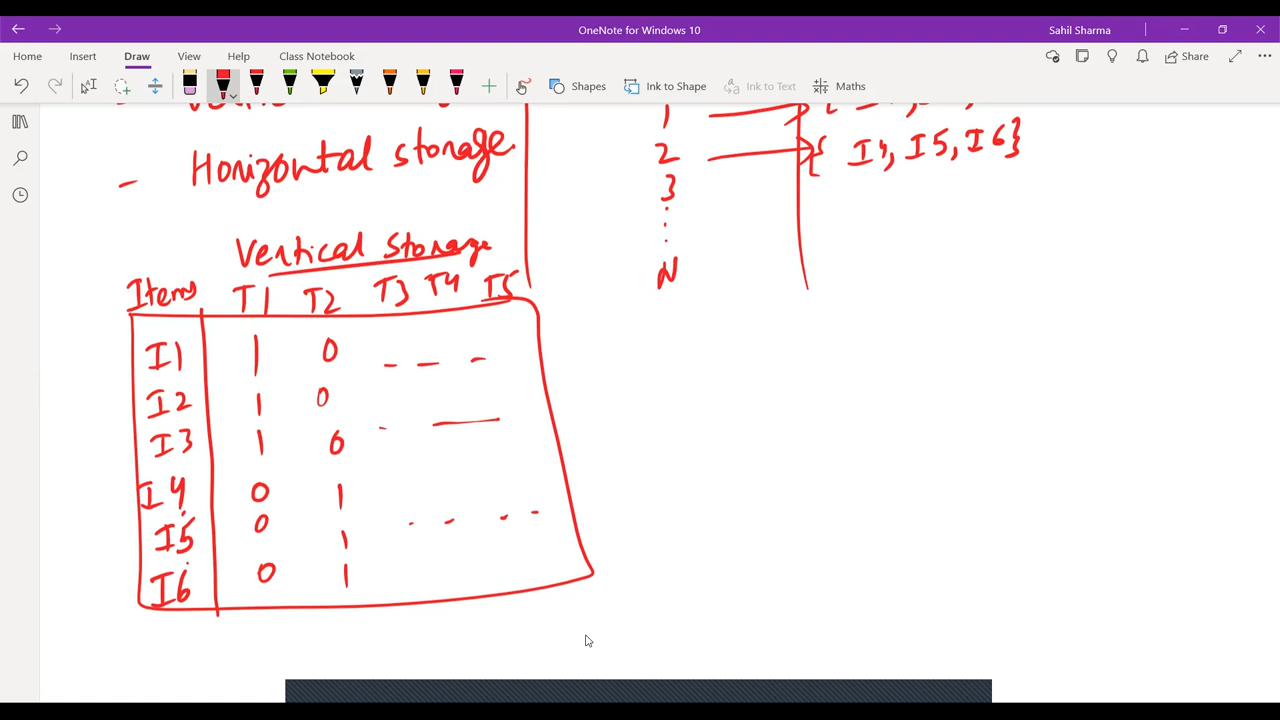 OneNote for Windows 10
Sahil Sharma
Home Insert Draw View Help Class Notebook
Share
Shapes Ink to Shape Ink to Text Maths
- Horizontal storage
1
2 { I4, I5, I6}
3
N
Vertical Storage
Items T1 T2 T3 T4 T5
I1 1 0 - - -
I2 1 0
I3 1 0
I4 0 1
I5 0 1
I6 0 1